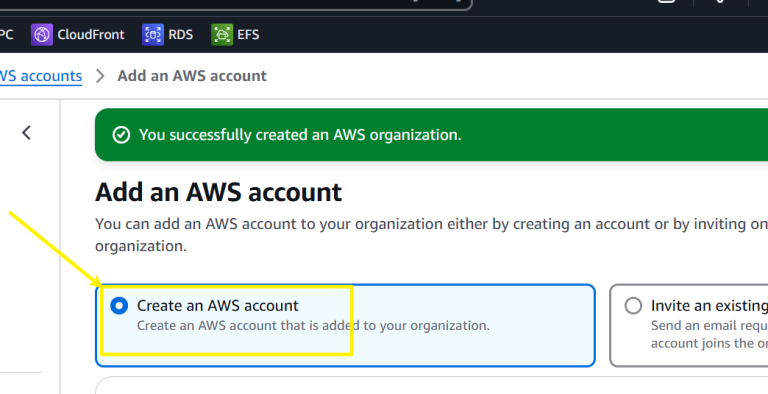 PC CloudFront RDS EFS
WS accounts > Add an AWS account
You successfully created an AWS organization.
Add an AWS account
You can add an AWS account to your organization either by creating an account or by inviting on
organization.
Create an AWS account
Create an AWS account that is added to your organization.
Invite an existing
Send an email requ
account joins the o